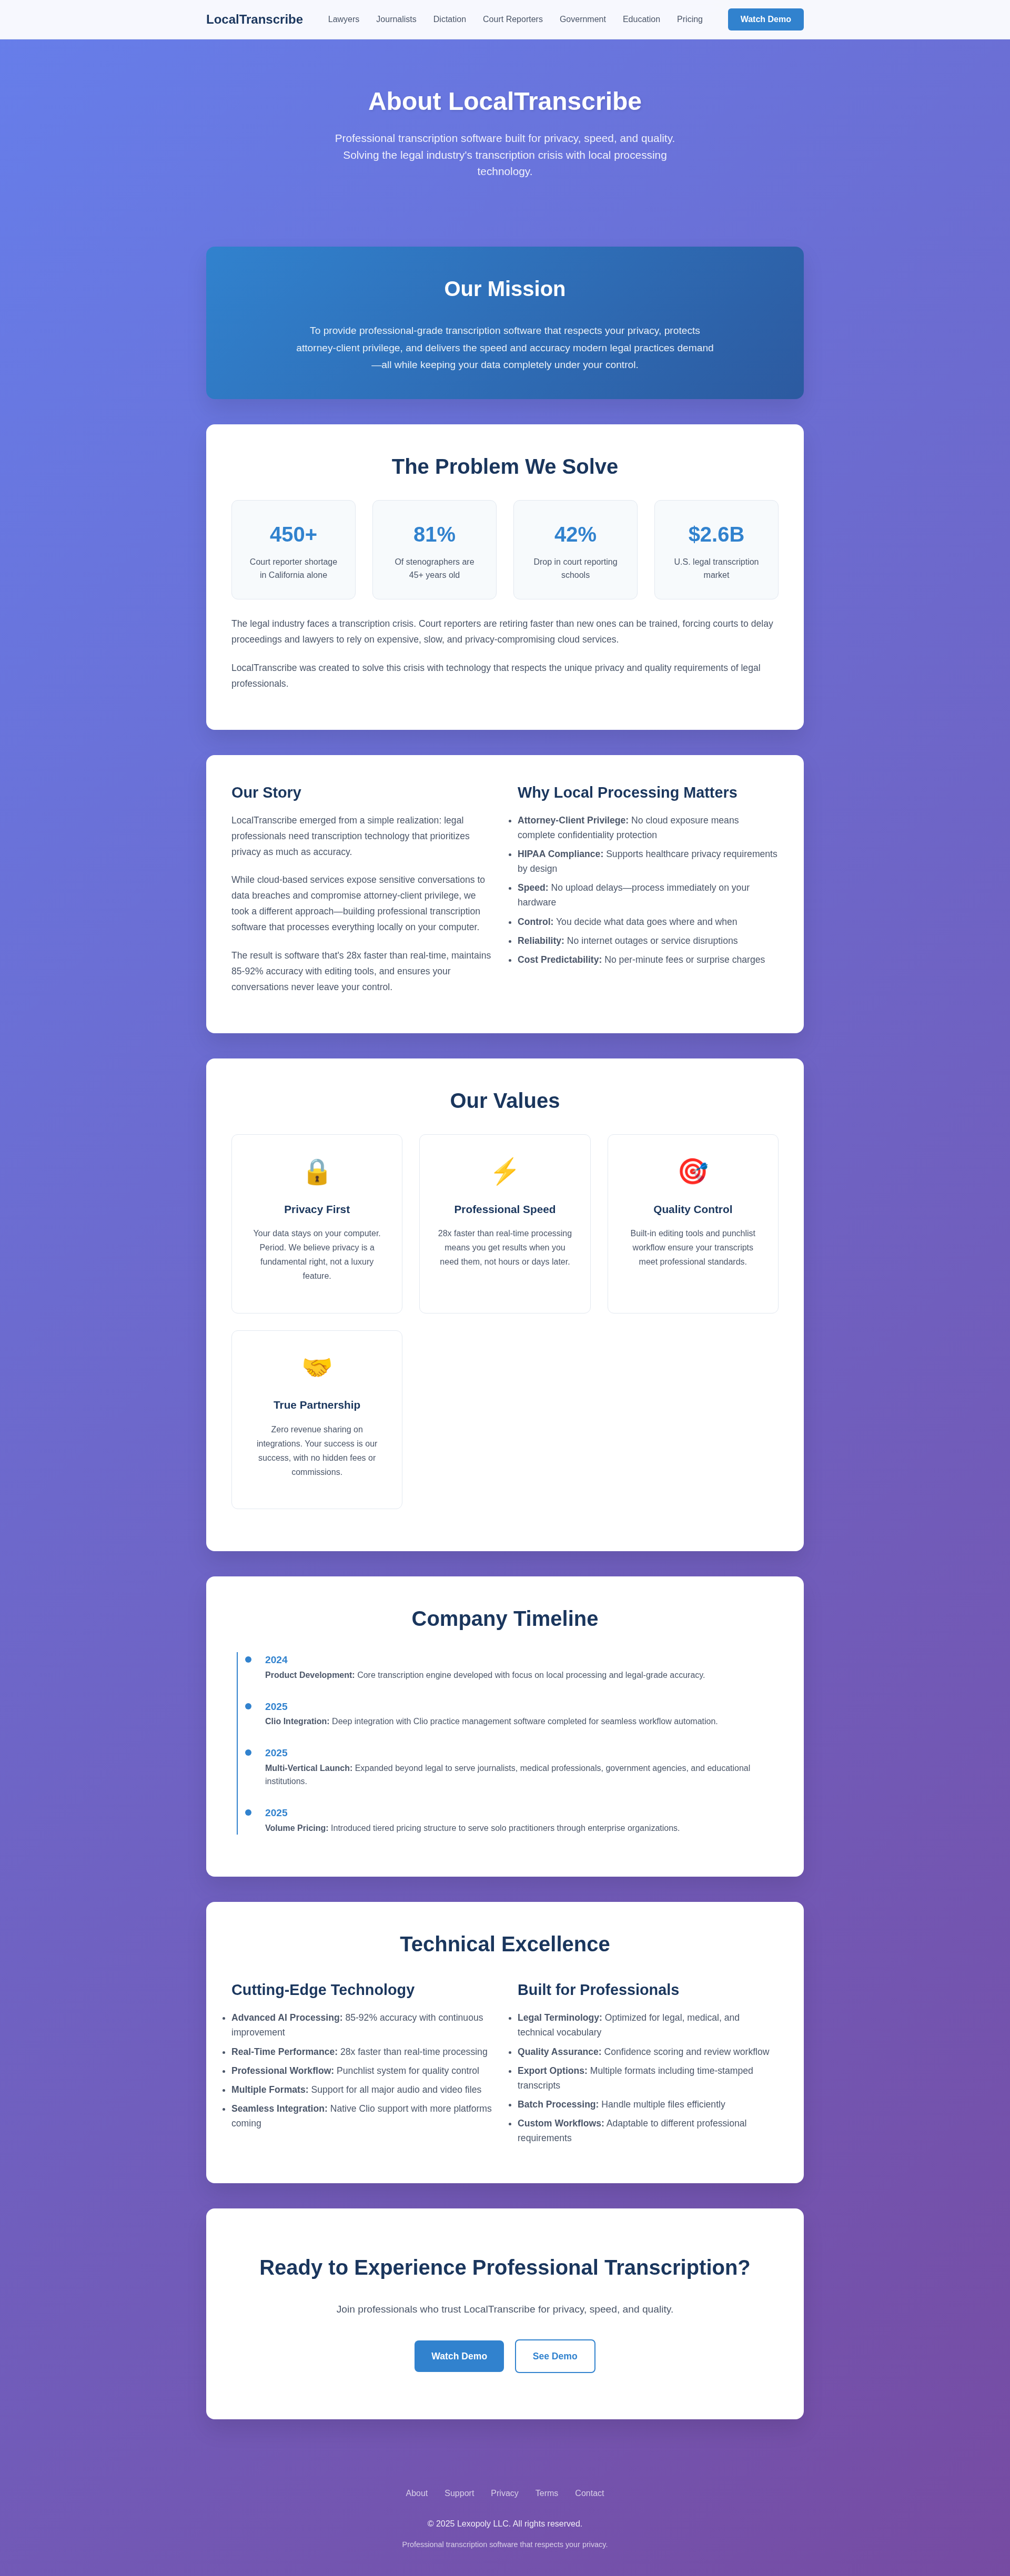 LocalTranscribe
Lawyers Journalists Dictation Court Reporters Government Education Pricing
Watch Demo
About LocalTranscribe
Professional transcription software built for privacy, speed, and quality.
Solving the legal industry's transcription crisis with local processing
technology.
Our Mission
To provide professional-grade transcription software that respects your privacy, protects
attorney-client privilege, and delivers the speed and accuracy modern legal practices demand
—all while keeping your data completely under your control.
The Problem We Solve
450+
Court reporter shortage
in California alone
81%
Of stenographers are
45+ years old
42%
Drop in court reporting
schools
$2.6B
U.S. legal transcription
market
The legal industry faces a transcription crisis. Court reporters are retiring faster than new ones can be trained, forcing courts to delay
proceedings and lawyers to rely on expensive, slow, and privacy-compromising cloud services.
LocalTranscribe was created to solve this crisis with technology that respects the unique privacy and quality requirements of legal
professionals.
Our Story
LocalTranscribe emerged from a simple realization: legal
professionals need transcription technology that prioritizes
privacy as much as accuracy.
While cloud-based services expose sensitive conversations to
data breaches and compromise attorney-client privilege, we
took a different approach—building professional transcription
software that processes everything locally on your computer.
The result is software that's 28x faster than real-time, maintains
85-92% accuracy with editing tools, and ensures your
conversations never leave your control.
Why Local Processing Matters
• Attorney-Client Privilege: No cloud exposure means
complete confidentiality protection
• HIPAA Compliance: Supports healthcare privacy requirements
by design
• Speed: No upload delays—process immediately on your
hardware
• Control: You decide what data goes where and when
• Reliability: No internet outages or service disruptions
• Cost Predictability: No per-minute fees or surprise charges
Our Values
Privacy First
Your data stays on your computer.
Period. We believe privacy is a
fundamental right, not a luxury
feature.
Professional Speed
28x faster than real-time processing
means you get results when you
need them, not hours or days later.
Quality Control
Built-in editing tools and punchlist
workflow ensure your transcripts
meet professional standards.
True Partnership
Zero revenue sharing on
integrations. Your success is our
success, with no hidden fees or
commissions.
Company Timeline
2024
Product Development: Core transcription engine developed with focus on local processing and legal-grade accuracy.
2025
Clio Integration: Deep integration with Clio practice management software completed for seamless workflow automation.
2025
Multi-Vertical Launch: Expanded beyond legal to serve journalists, medical professionals, government agencies, and educational
institutions.
2025
Volume Pricing: Introduced tiered pricing structure to serve solo practitioners through enterprise organizations.
Technical Excellence
Cutting-Edge Technology
• Advanced AI Processing: 85-92% accuracy with continuous
improvement
• Real-Time Performance: 28x faster than real-time processing
• Professional Workflow: Punchlist system for quality control
• Multiple Formats: Support for all major audio and video files
• Seamless Integration: Native Clio support with more platforms
coming
Built for Professionals
• Legal Terminology: Optimized for legal, medical, and
technical vocabulary
• Quality Assurance: Confidence scoring and review workflow
• Export Options: Multiple formats including time-stamped
transcripts
• Batch Processing: Handle multiple files efficiently
• Custom Workflows: Adaptable to different professional
requirements
Ready to Experience Professional Transcription?
Join professionals who trust LocalTranscribe for privacy, speed, and quality.
Watch Demo See Demo
About Support Privacy Terms Contact
© 2025 Lexopoly LLC. All rights reserved.
Professional transcription software that respects your privacy.